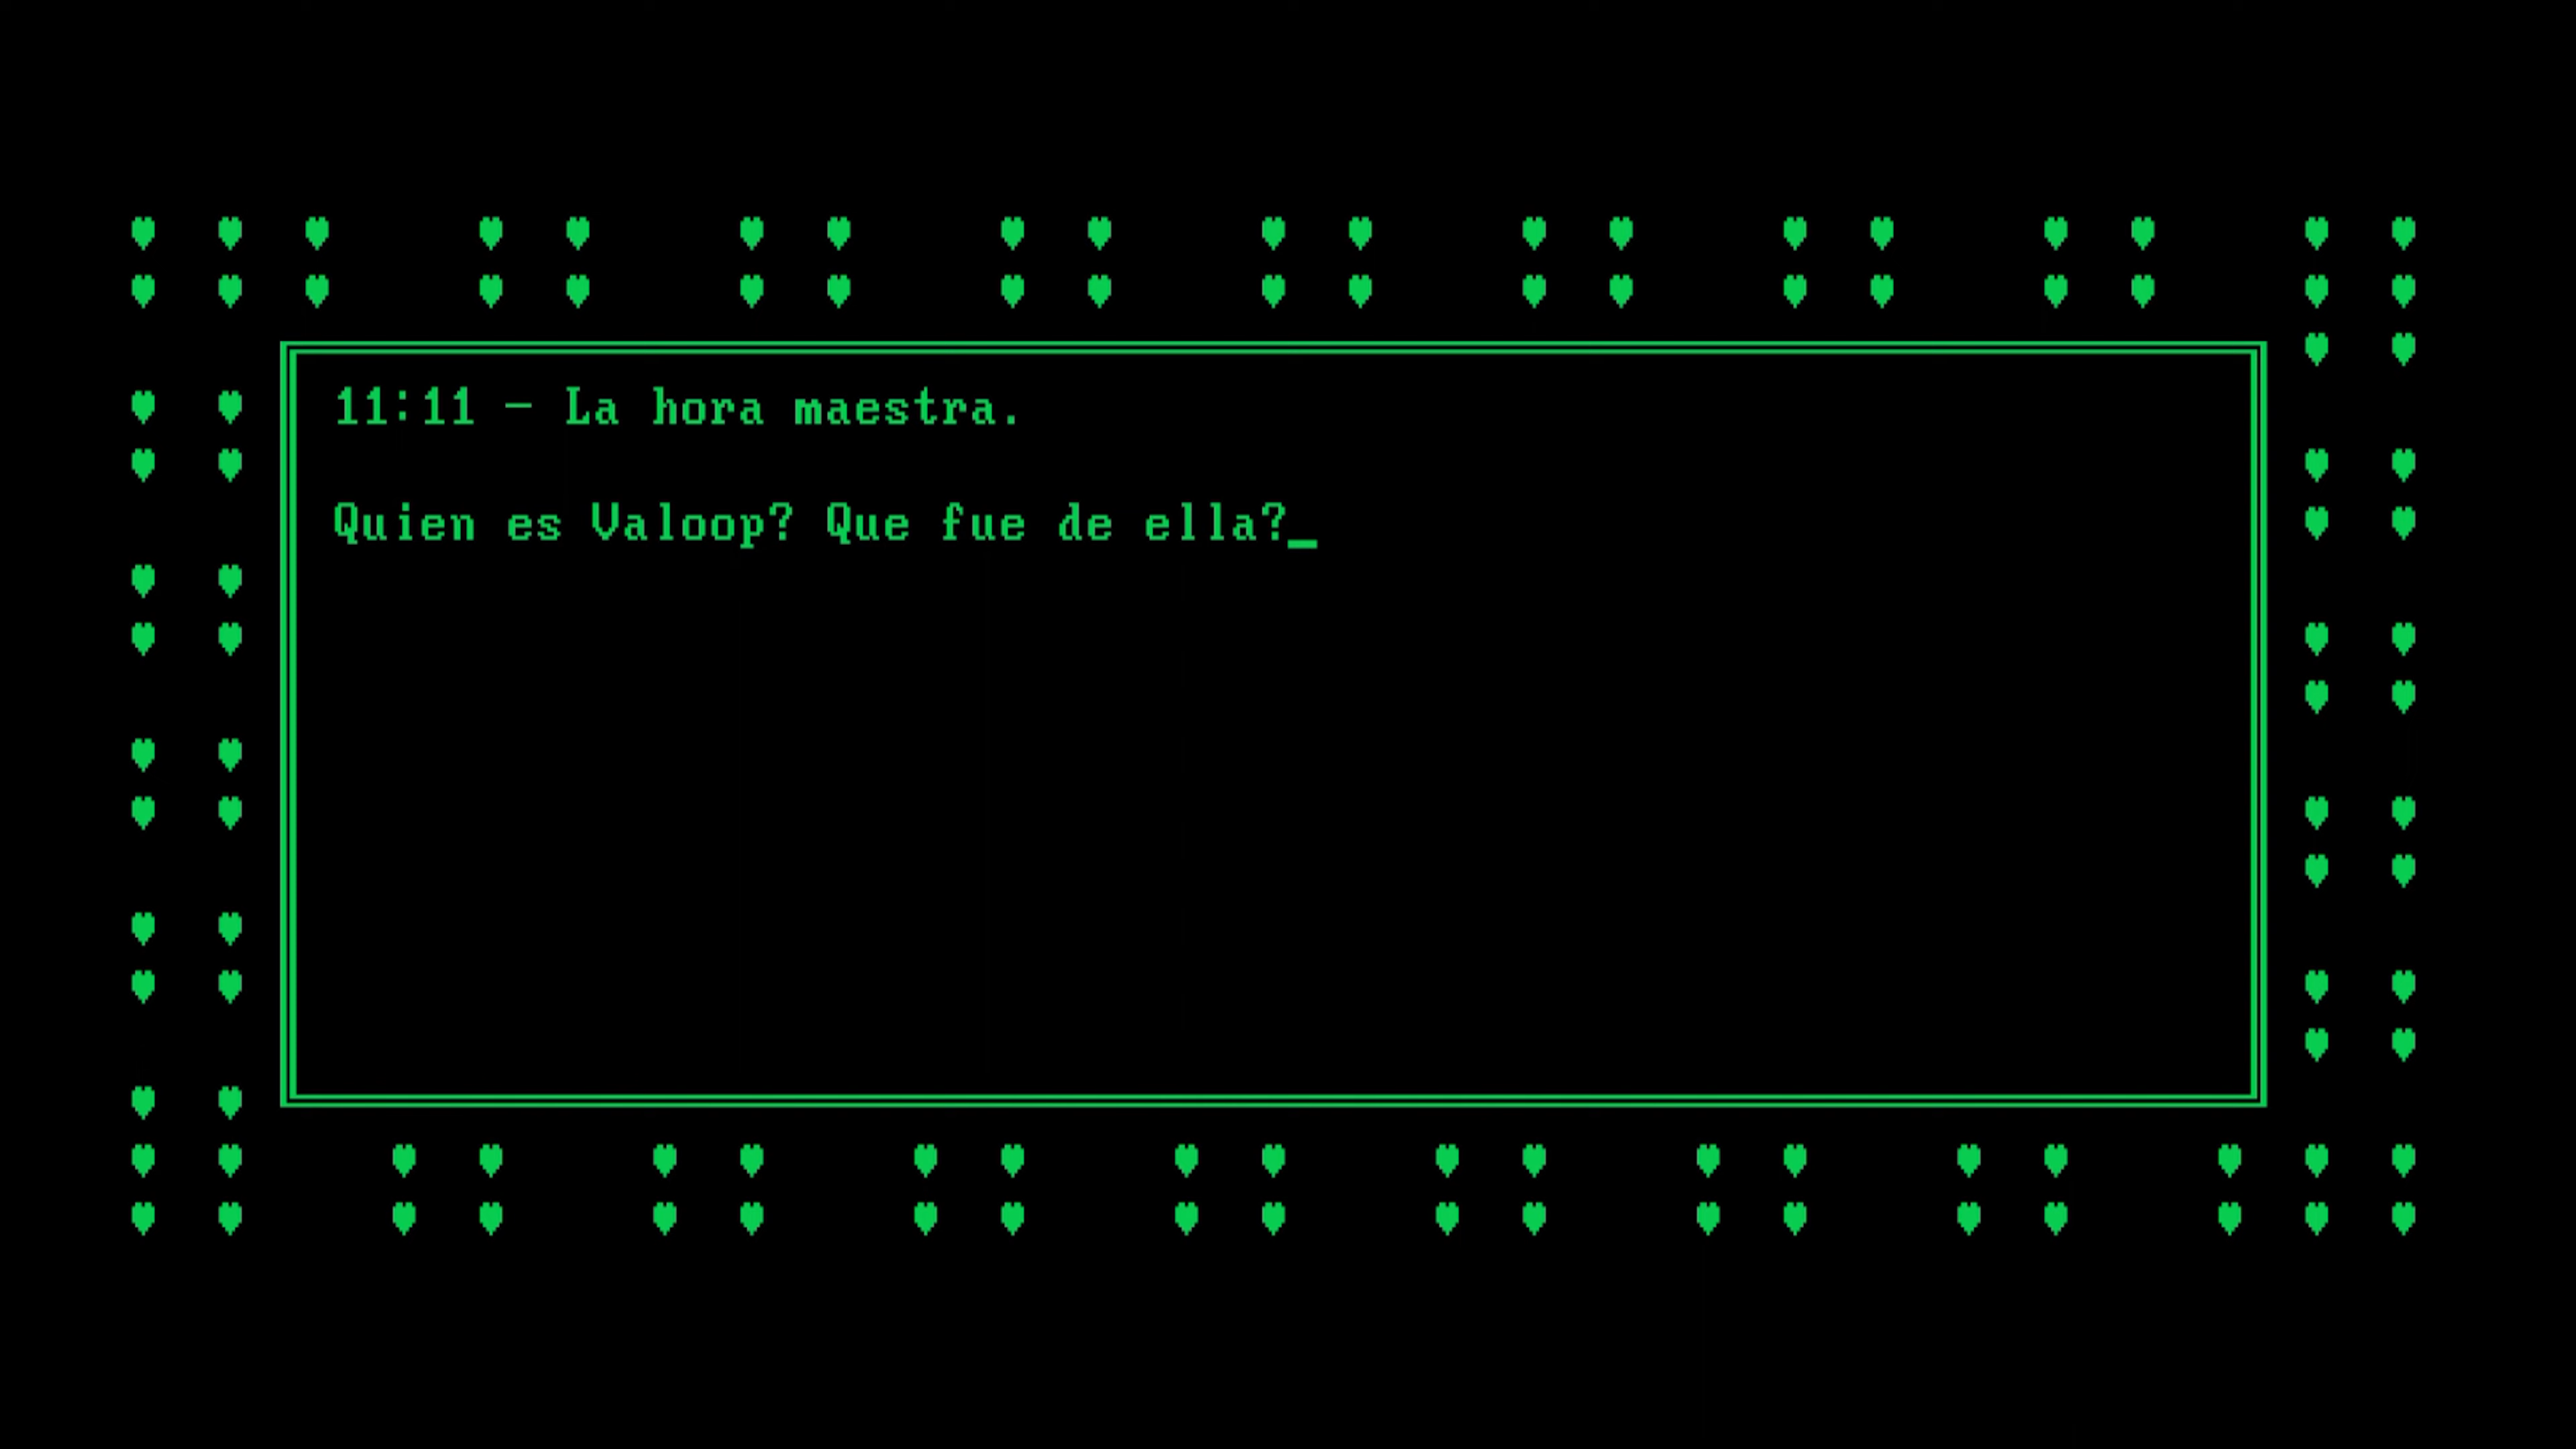 11:11 — La hora maestra.
Quien es Valoop? Que fue de ella?_